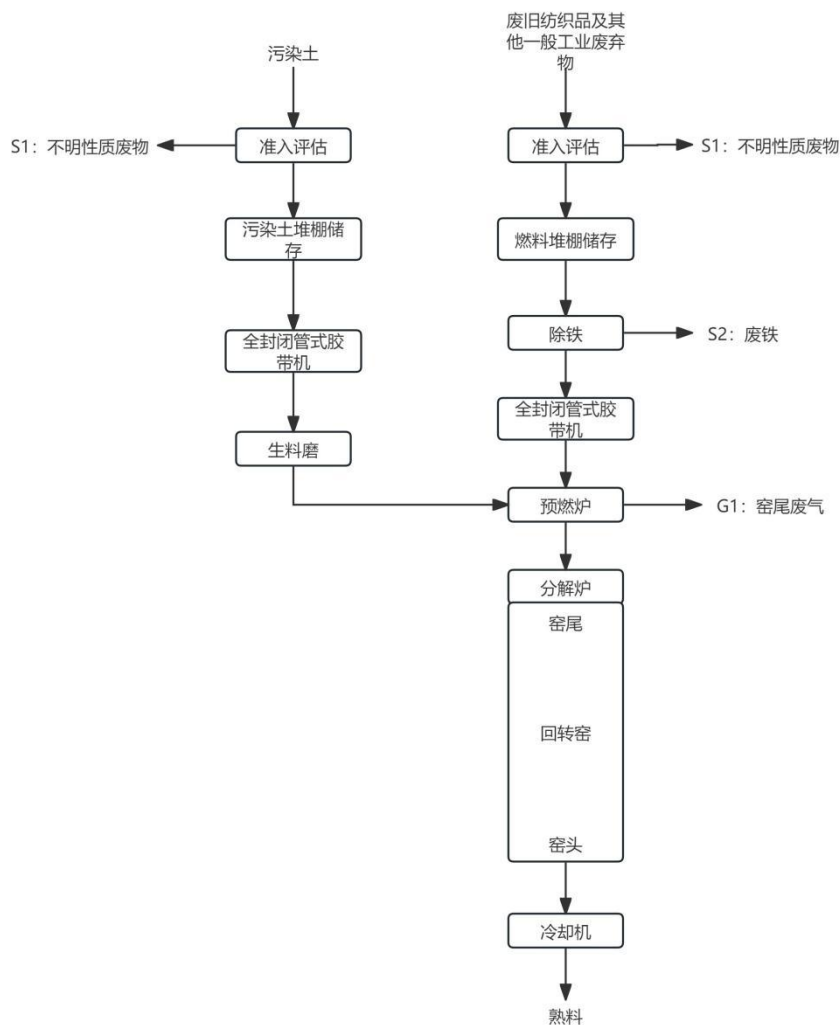 废旧纺织品及其
他一般工业废弃
物
污染土
S1：不明性质废物
准入评估
准入评估
S1：不明性质废物
污染土堆棚储
存
燃料堆棚储存
全封闭管式胶
带机
除铁
S2：废铁
全封闭管式胶
带机
生料磨
预燃炉
G1：窑尾废气
分解炉
窑尾
回转窑
窑头
冷却机
熟料